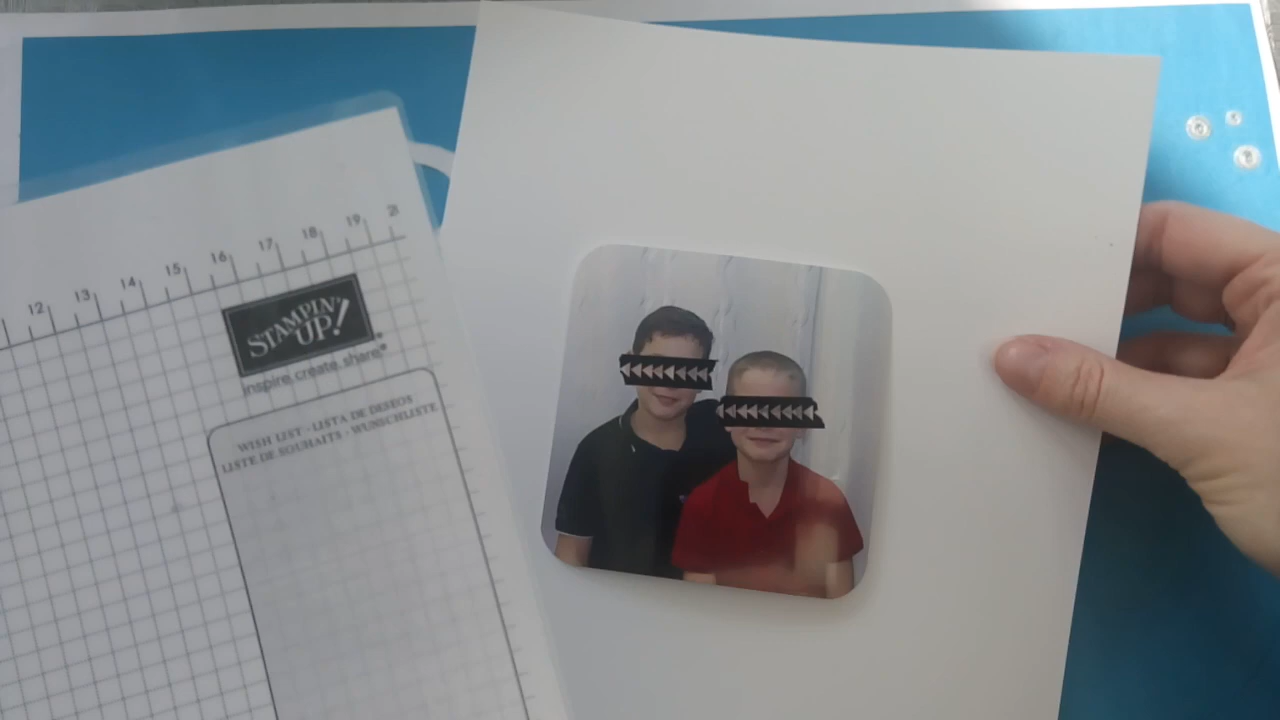 12 13 14 15 16 17 18 19
STAMPIN'
UP!®
inspire. create. share.®
WISH LIST · LISTA DE DESEOS
LISTE DE SOUHAITS · WUNSCHLISTE